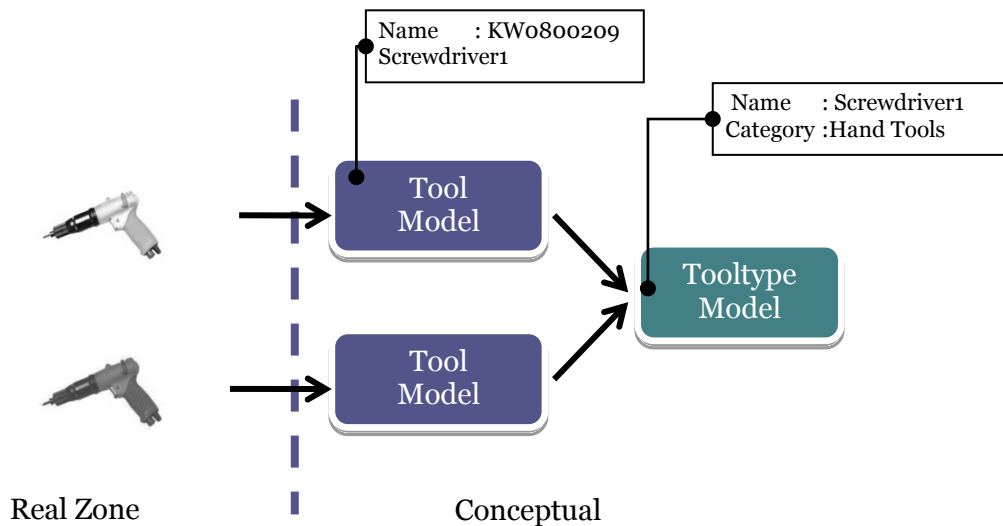 Name : KW0800209
Screwdriver1
Name : Screwdriver1
Category :Hand Tools
Tool
Model
Tooltype
Model
Tool
Model
Real Zone
Conceptual